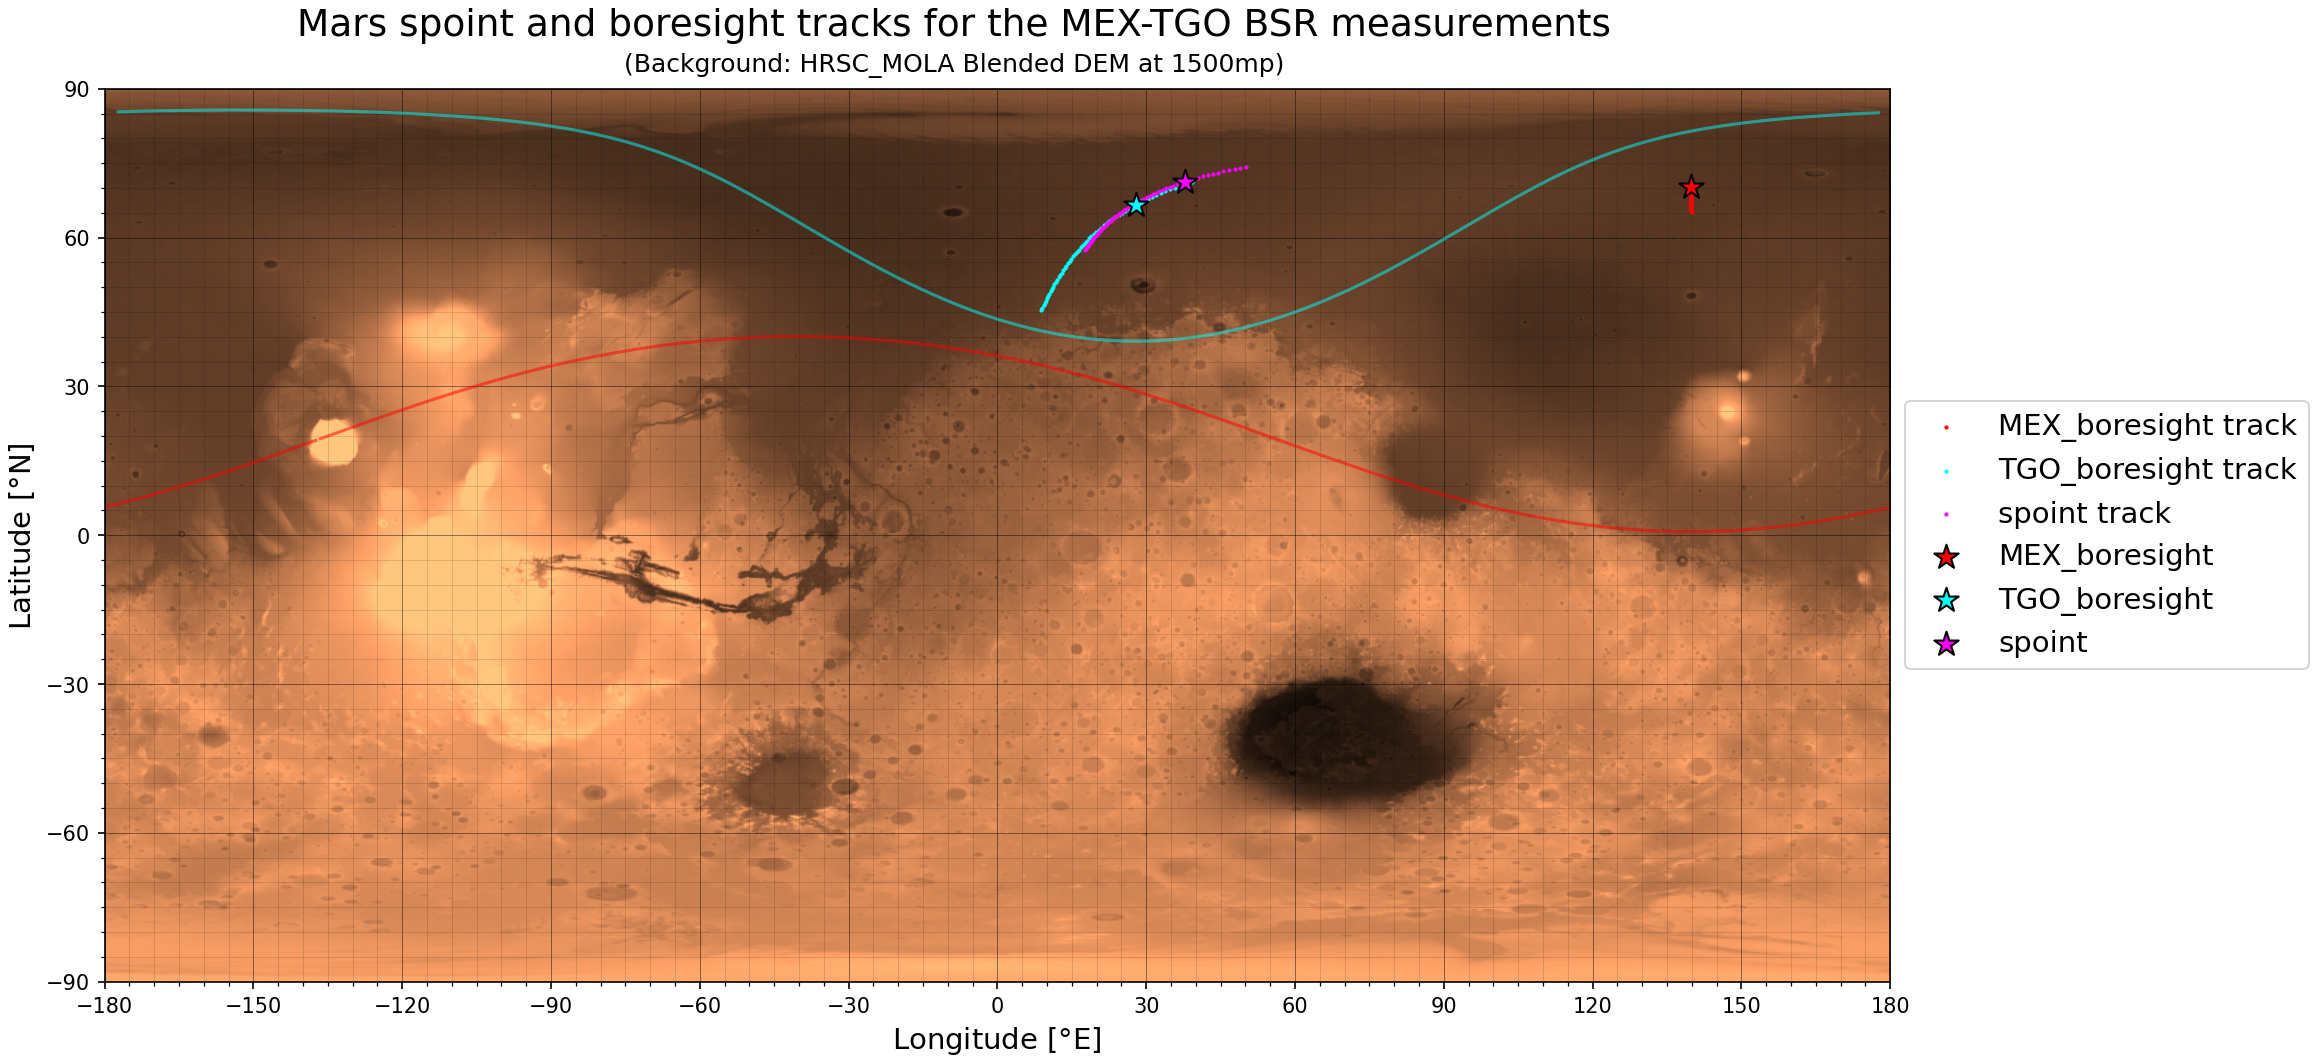 Mars spoint and boresight tracks for the MEX-TGO BSR measurements
(Background: HRSC_MOLA Blended DEM at 1500mp)
90
60
30
0
−30
−60
−90
Latitude [°N]
−180
−150
−120
−90
−60
−30
0
30
60
90
120
150
180
Longitude [°E]
MEX_boresight track
TGO_boresight track
spoint track
MEX_boresight
TGO_boresight
spoint